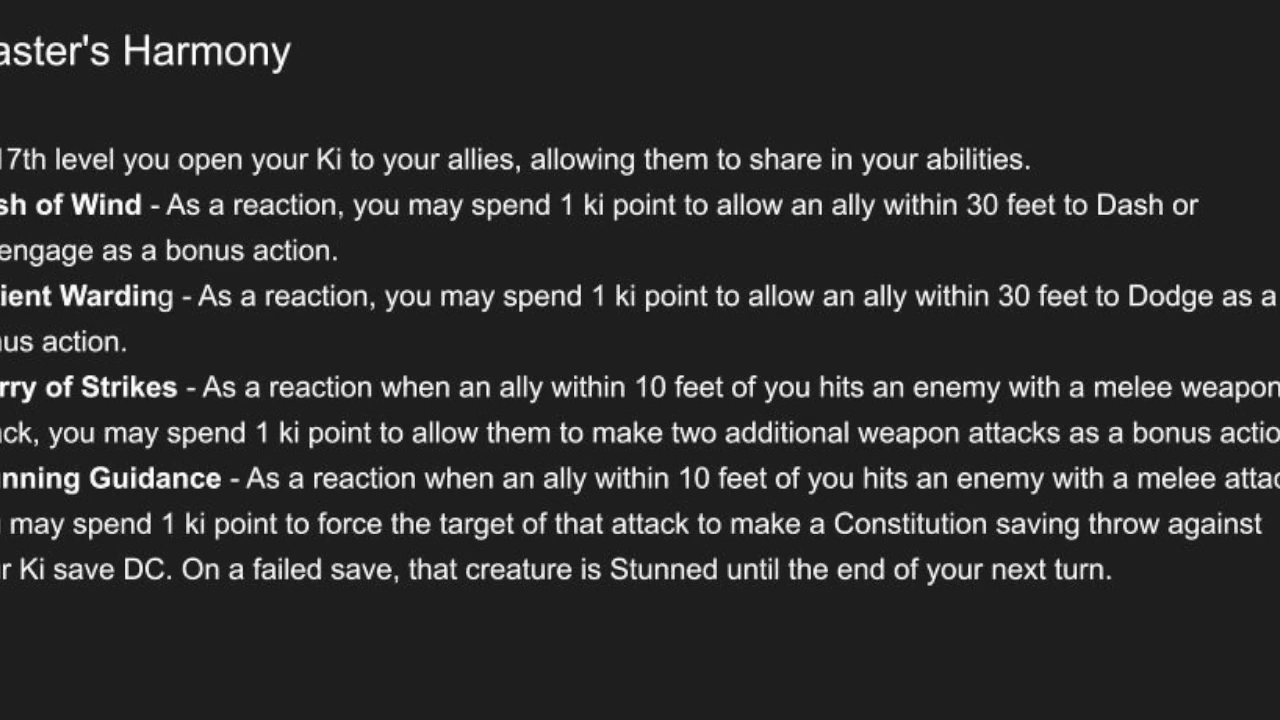 aster's Harmony
17th level you open your Ki to your allies, allowing them to share in your abilities.
sh of Wind - As a reaction, you may spend 1 ki point to allow an ally within 30 feet to Dash or
engage as a bonus action.
ient Warding - As a reaction, you may spend 1 ki point to allow an ally within 30 feet to Dodge as a
us action.
rry of Strikes - As a reaction when an ally within 10 feet of you hits an enemy with a melee weapon
ck, you may spend 1 ki point to allow them to make two additional weapon attacks as a bonus actio
nning Guidance - As a reaction when an ally within 10 feet of you hits an enemy with a melee attac
may spend 1 ki point to force the target of that attack to make a Constitution saving throw against
r Ki save DC. On a failed save, that creature is Stunned until the end of your next turn.